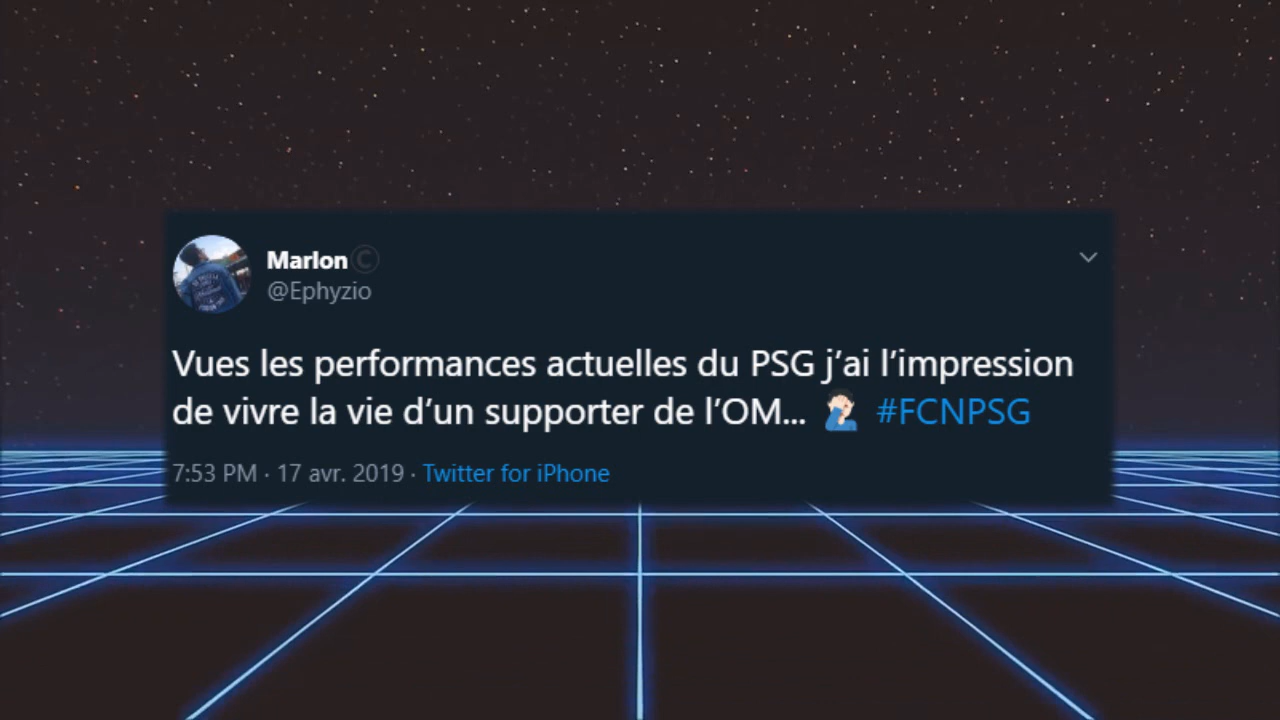 Marlon©
@Ephyzio
Vues les performances actuelles du PSG j’ai l’impression
de vivre la vie d’un supporter de l’OM... 🤦🏻‍♂️ #FCNPSG
7:53 PM · 17 avr. 2019 · Twitter for iPhone